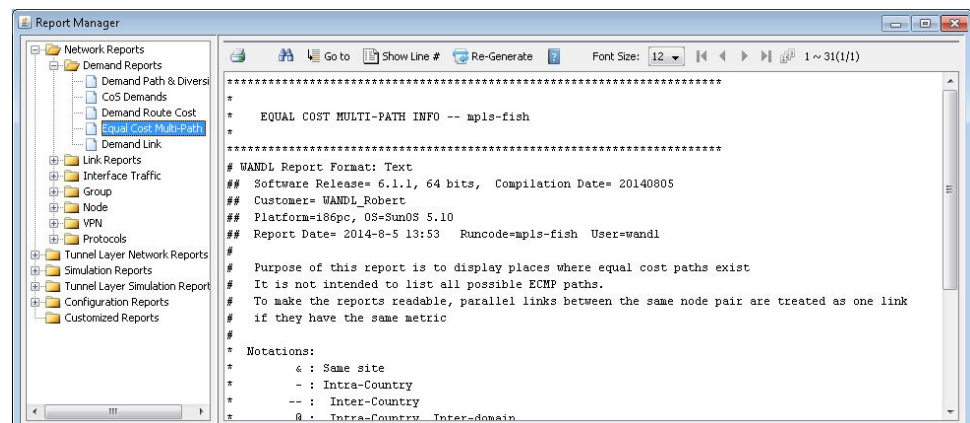 Report Manager
Network Reports
Demand Reports
Demand Path & Diversi
CoS Demands
Demand Route Cost
Equal Cost Multi-Path
Demand Link
Link Reports
Interface Traffic
Group
Node
VPN
Protocols
Tunnel Layer Network Reports
Simulation Reports
Tunnel Layer Simulation Report
Configuration Reports
Customized Reports
Go to Show Line # Re-Generate ? Font Size: 12 1 ~ 31(1/1)
*************************************************************************
*
* EQUAL COST MULTI-PATH INFO -- mpls-fish
*
*************************************************************************
# WANDL Report Format: Text
## Software Release= 6.1.1, 64 bits, Compilation Date= 20140805
## Customer= WANDL_Robert
## Platform=i86pc, OS=SunOS 5.10
## Report Date= 2014-8-5 13:53 Runcode=mpls-fish User=wandl
#
# Purpose of this report is to display places where equal cost paths exist
# It is not intended to list all possible ECMP paths.
# To make the reports readable, parallel links between the same node pair are treated as one link
# if they have the same metric
#
* Notations:
* & : Same site
* - : Intra-Country
* -- : Inter-Country
* @ : Intra-Country, Inter-domain